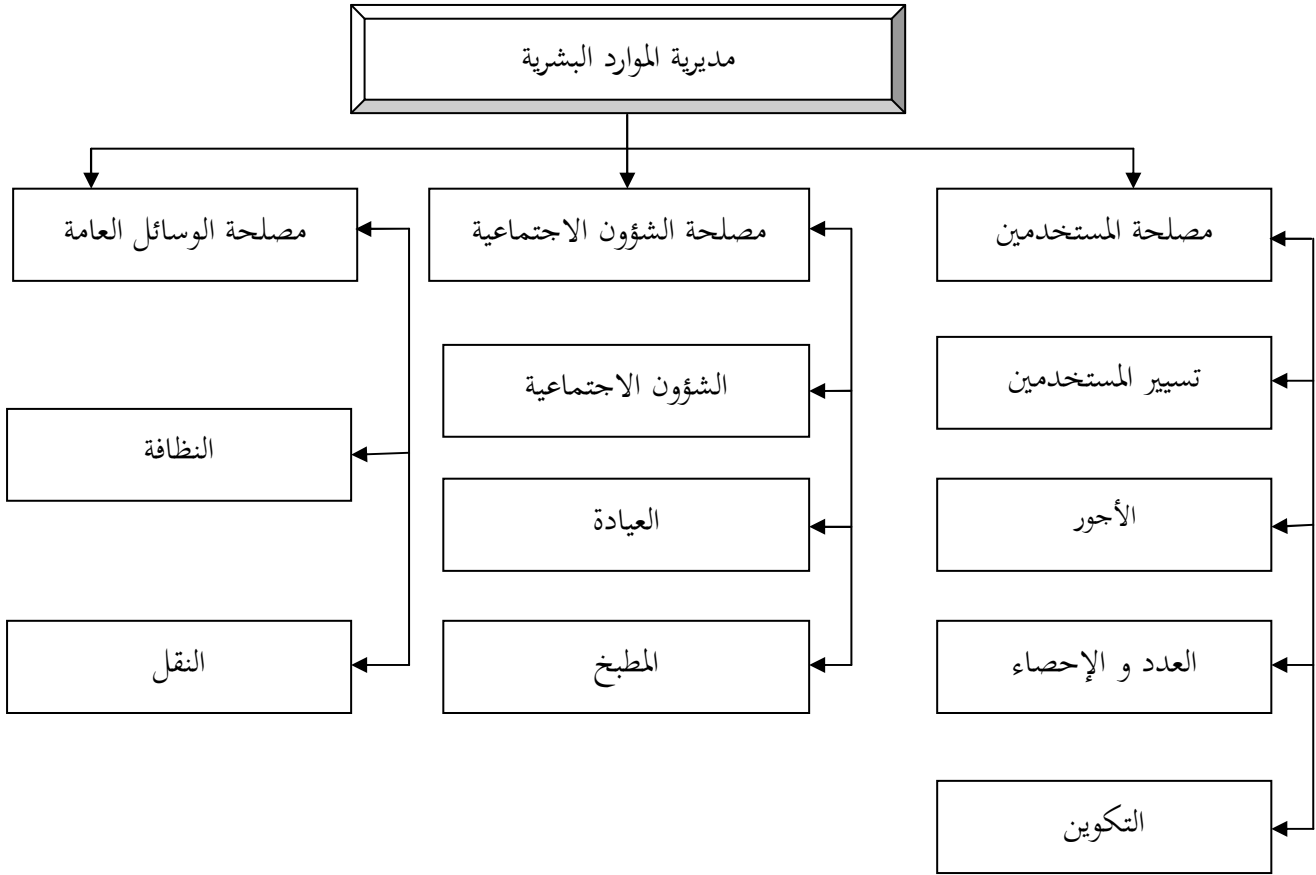 مديرية الموارد البشرية
مصلحة المستخدمين
مصلحة الشؤون الاجتماعية
مصلحة الوسائل العامة
تسيير المستخدمين
الشؤون الاجتماعية
النظافة
الأجور
العيادة
العدد و الإحصاء
المطبخ
النقل
التكوين